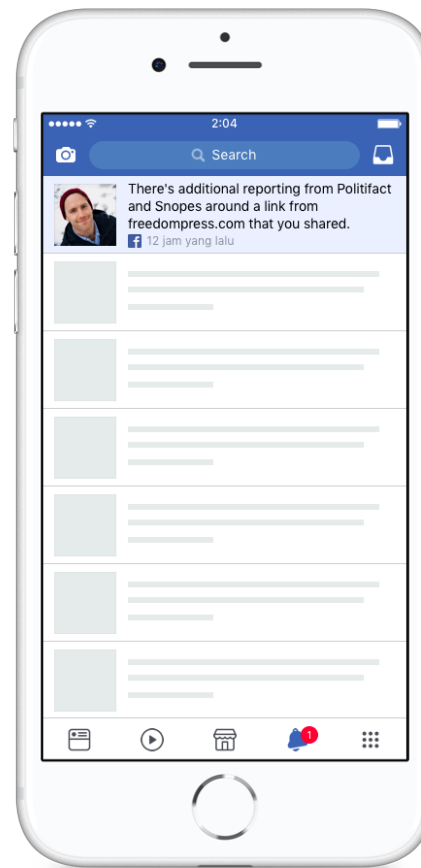 2:04
Search
There's additional reporting from Politifact
and Snopes around a link from
freedompress.com that you shared.
12 jam yang lalu
1